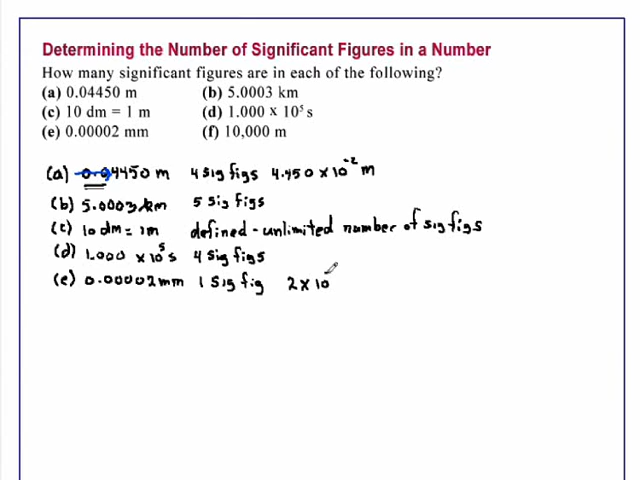 Determining the Number of Significant Figures in a Number
How many significant figures are in each of the following?
(a) 0.04450 m (b) 5.0003 km
(c) 10 dm = 1 m (d) 1.000 × 10⁵ s
(e) 0.00002 mm (f) 10,000 m
(a) 0.04450 m 4 sig figs 4.450 × 10⁻² m
(b) 5.0003 km 5 sig figs
(c) 10 dm = 1m defined - unlimited number of sig figs
(d) 1.000 × 10⁵ s 4 sig figs
(e) 0.00002 mm 1 sig fig 2 × 10